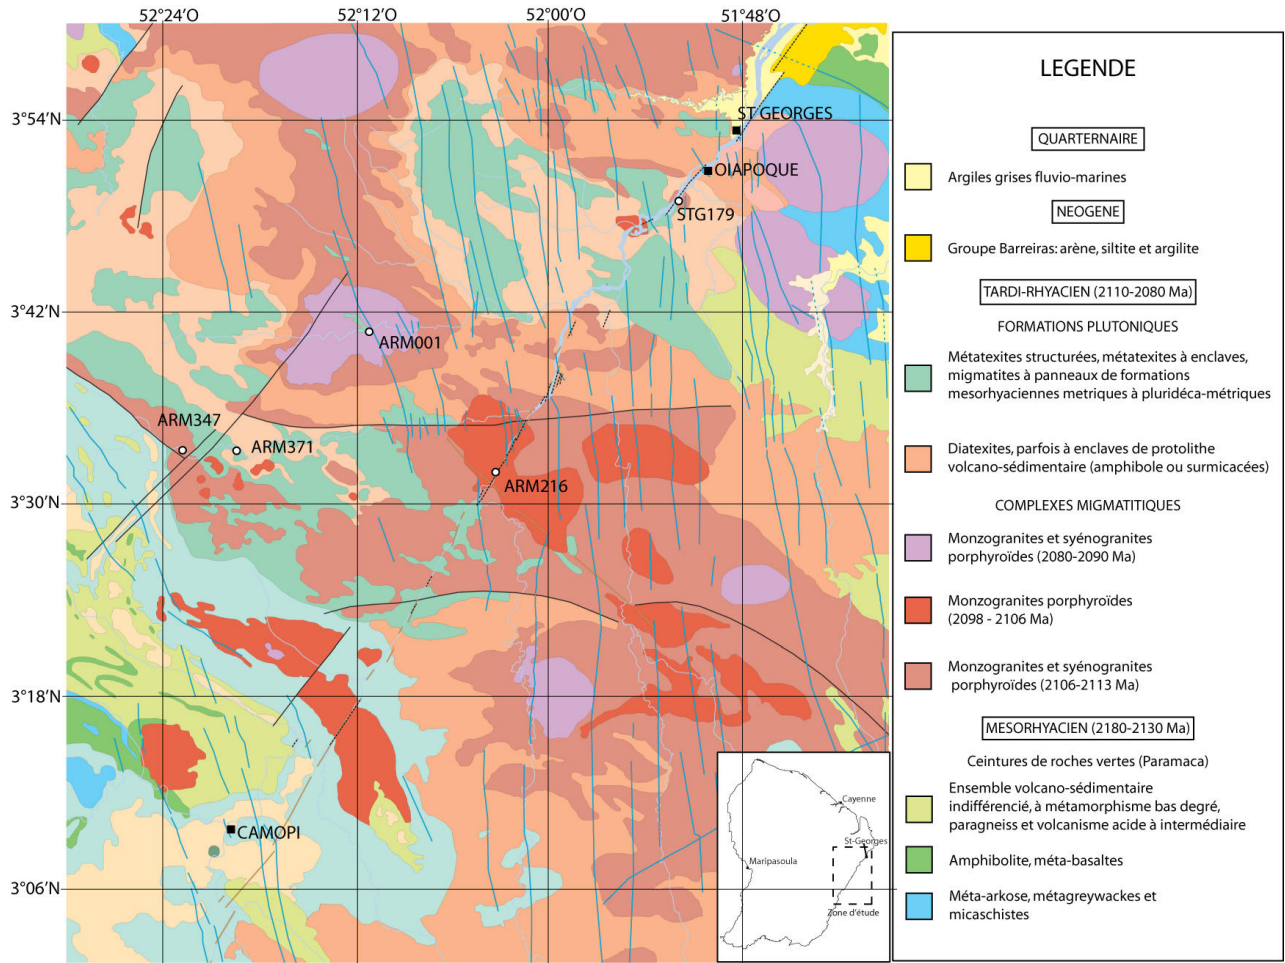 52°24’O
52°12’O
52°00’O
51°48’O
3°54’N
3°42’N
3°30’N
3°18’N
3°06’N
ST GEORGES
OIAPOQUE
STG179
ARM001
ARM347
ARM371
ARM216
CAMOPI
Cayenne
St-Georges
Maripasoula
Zone d'étude
LEGENDE
QUARTERNAIRE
Argiles grises fluvio-marines
NEOGENE
Groupe Barreiras: arène, siltite et argilite
TARDI-RHYACIEN (2110-2080 Ma)
FORMATIONS PLUTONIQUES
Métatexites structurées, métatexites à enclaves,
migmatites à panneaux de formations
mesorhyaciennes metriques à pluridéca-métriques
Diatexites, parfois à enclaves de protolithe
volcano-sédimentaire (amphibole ou surmicacées)
COMPLEXES MIGMATITIQUES
Monzogranites et syénogranites
porphyroïdes (2080-2090 Ma)
Monzogranites porphyroïdes
(2098 - 2106 Ma)
Monzogranites et syénogranites
porphyroïdes (2106-2113 Ma)
MESORHYACIEN (2180-2130 Ma)
Ceintures de roches vertes (Paramaca)
Ensemble volcano-sédimentaire
indifférencié, à métamorphisme bas degré,
paragneiss et volcanisme acide à intermédiaire
Amphibolite, méta-basaltes
Méta-arkose, métagreywackes et
micaschistes